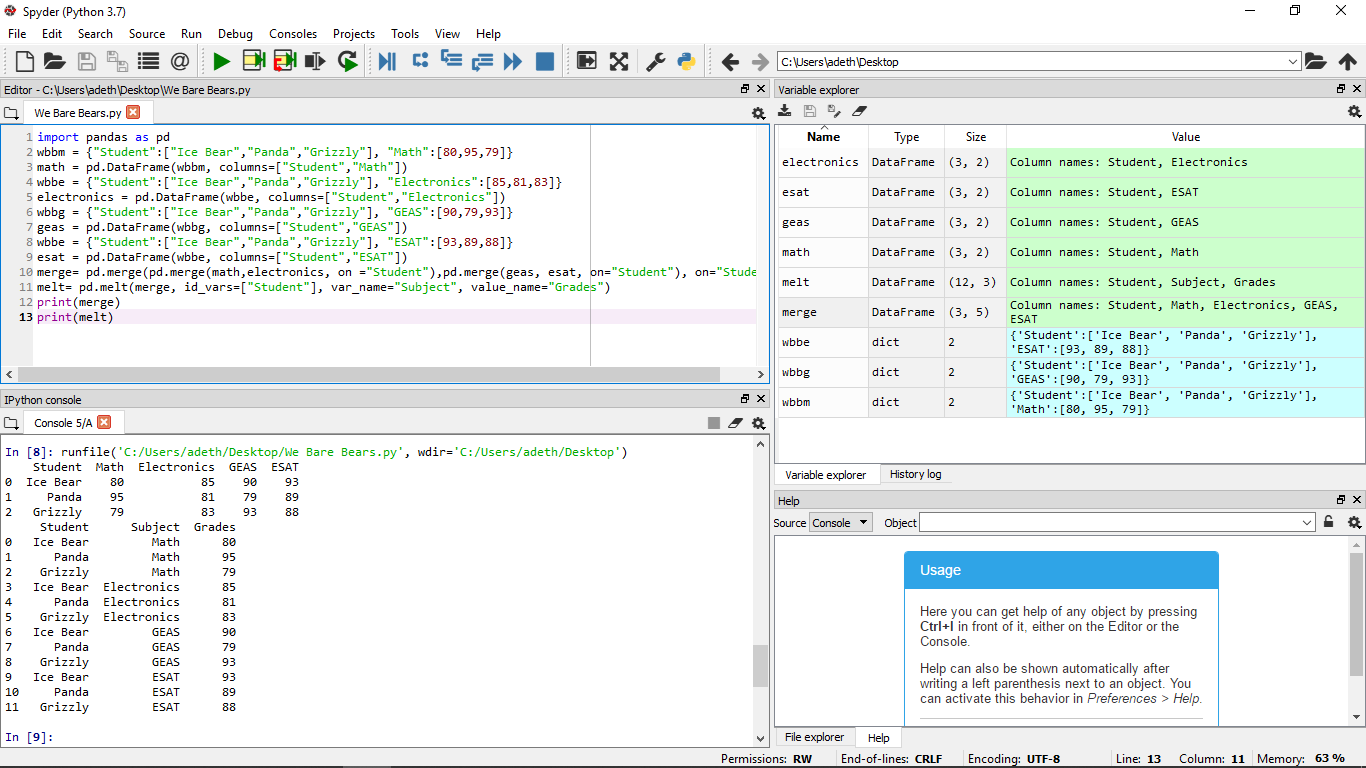 Spyder (Python 3.7)
File Edit Search Source Run Debug Consoles Projects Tools View Help
C:\Users\adeth\Desktop
Editor - C:\Users\adeth\Desktop\We Bare Bears.py
We Bare Bears.py
1 import pandas as pd
2 wbbm = {"Student":["Ice Bear","Panda","Grizzly"], "Math":[80,95,79]}
3 math = pd.DataFrame(wbbm, columns=["Student","Math"])
4 wbbe = {"Student":["Ice Bear","Panda","Grizzly"], "Electronics":[85,81,83]}
5 electronics = pd.DataFrame(wbbe, columns=["Student","Electronics"])
6 wbbg = {"Student":["Ice Bear","Panda","Grizzly"], "GEAS":[90,79,93]}
7 geas = pd.DataFrame(wbbg, columns=["Student","GEAS"])
8 wbbe = {"Student":["Ice Bear","Panda","Grizzly"], "ESAT":[93,89,88]}
9 esat = pd.DataFrame(wbbe, columns=["Student","ESAT"])
10 merge= pd.merge(pd.merge(math,electronics, on ="Student"),pd.merge(geas, esat, on="Student"), on="Stude
11 melt= pd.melt(merge, id_vars=["Student"], var_name="Subject", value_name="Grades")
12 print(merge)
13 print(melt)
IPython console
Console 5/A
In [8]: runfile('C:/Users/adeth/Desktop/We Bare Bears.py', wdir='C:/Users/adeth/Desktop')
Student Math Electronics GEAS ESAT
0 Ice Bear 80 85 90 93
1 Panda 95 81 79 89
2 Grizzly 79 83 93 88
Student Subject Grades
0 Ice Bear Math 80
1 Panda Math 95
2 Grizzly Math 79
3 Ice Bear Electronics 85
4 Panda Electronics 81
5 Grizzly Electronics 83
6 Ice Bear GEAS 90
7 Panda GEAS 79
8 Grizzly GEAS 93
9 Ice Bear ESAT 93
10 Panda ESAT 89
11 Grizzly ESAT 88
In [9]:
Variable explorer
Name Type Size Value
electronics DataFrame (3, 2) Column names: Student, Electronics
esat DataFrame (3, 2) Column names: Student, ESAT
geas DataFrame (3, 2) Column names: Student, GEAS
math DataFrame (3, 2) Column names: Student, Math
melt DataFrame (12, 3) Column names: Student, Subject, Grades
merge DataFrame (3, 5) Column names: Student, Math, Electronics, GEAS,
ESAT
wbbe dict 2 {'Student':['Ice Bear', 'Panda', 'Grizzly'],
'ESAT':[93, 89, 88]}
wbbg dict 2 {'Student':['Ice Bear', 'Panda', 'Grizzly'],
'GEAS':[90, 79, 93]}
wbbm dict 2 {'Student':['Ice Bear', 'Panda', 'Grizzly'],
'Math':[80, 95, 79]}
Variable explorer History log
Help
Source Console Object
Usage
Here you can get help of any object by pressing
Ctrl+I in front of it, either on the Editor or the
Console.
Help can also be shown automatically after
writing a left parenthesis next to an object. You
can activate this behavior in Preferences > Help.
File explorer Help
Permissions: RW End-of-lines: CRLF Encoding: UTF-8 Line: 13 Column: 11 Memory: 63 %